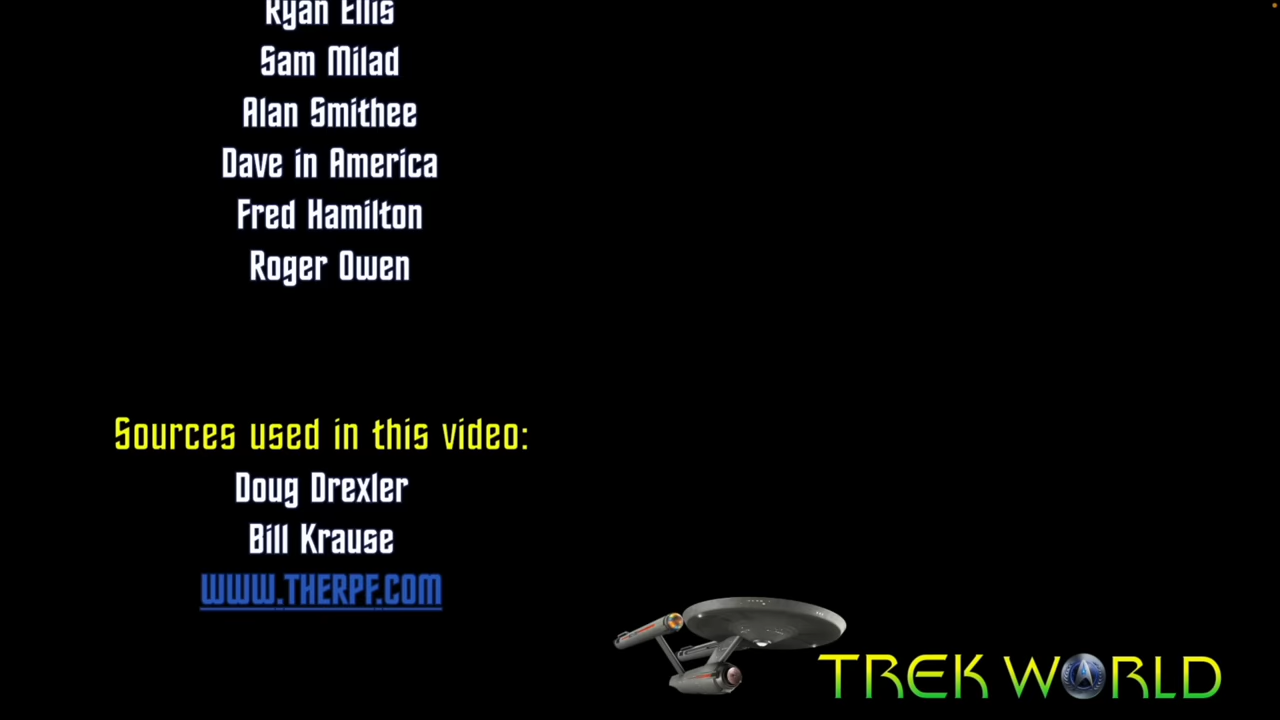 Ryan Ellis
Sam Milad
Alan Smithee
Dave in America
Fred Hamilton
Roger Owen
Sources used in this video:
Doug Drexler
Bill Krause
WWW.THERPF.COM
TREK WORLD